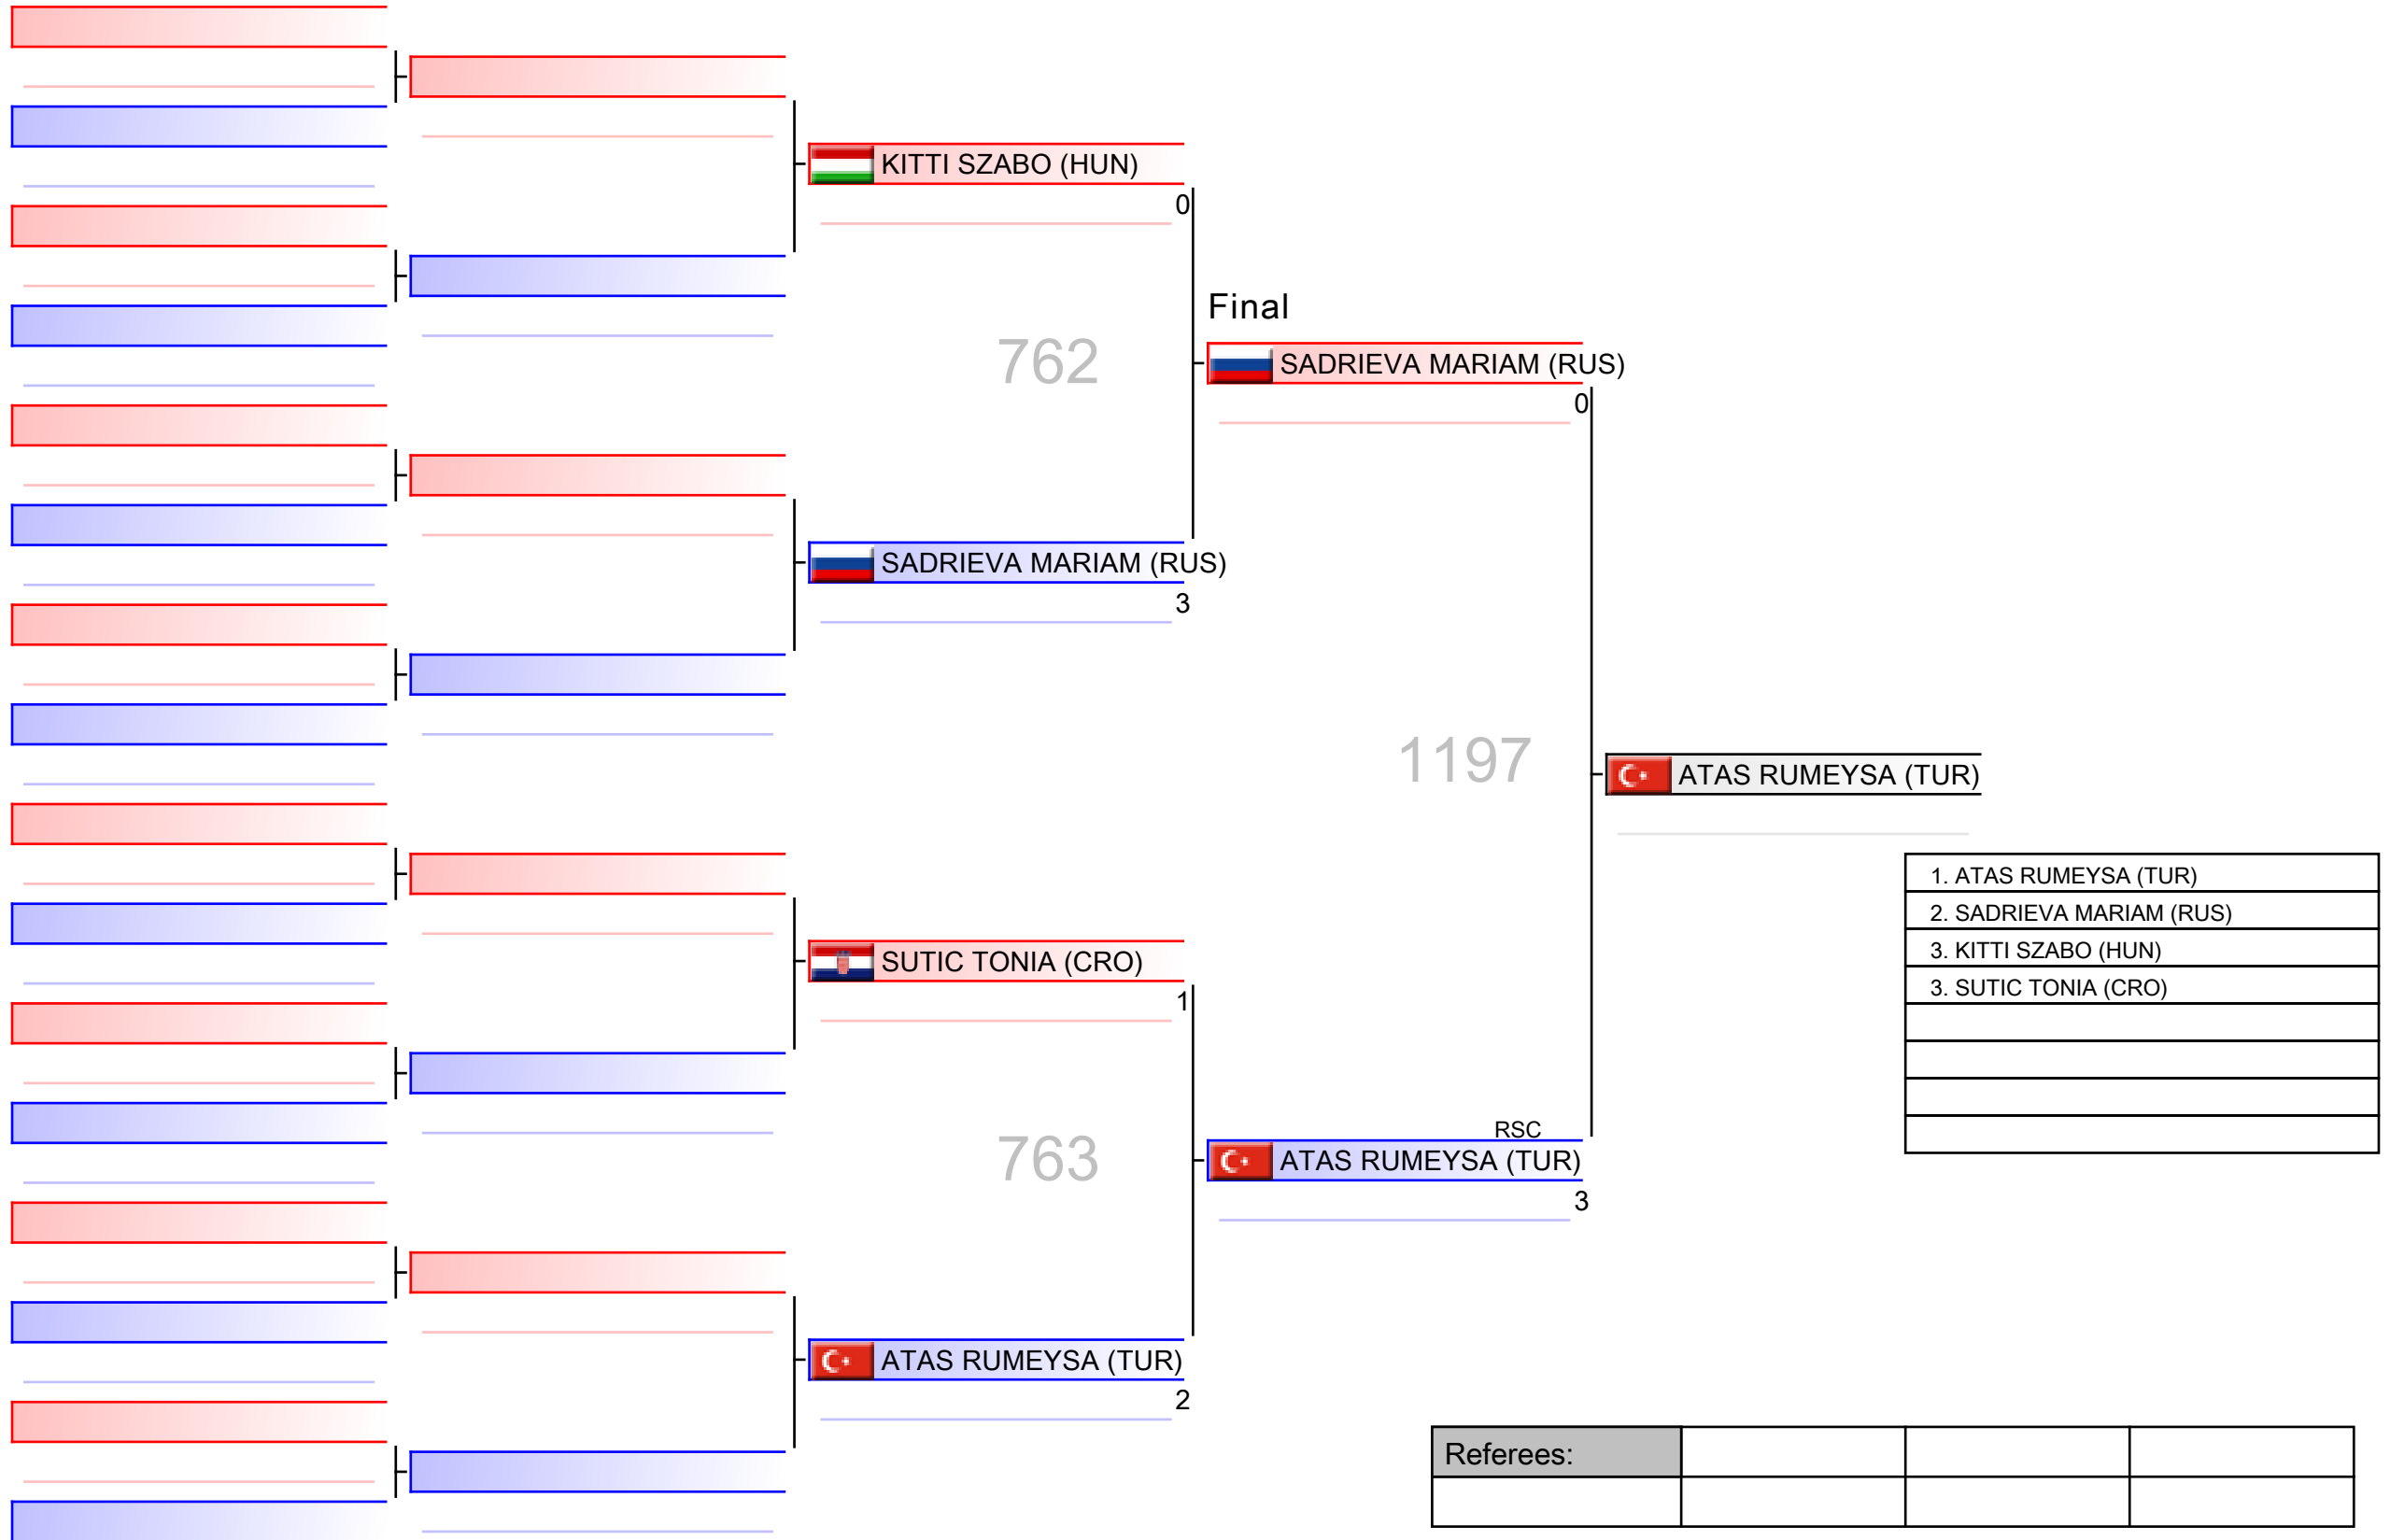 KITTI SZABO (HUN)
0
762
Final
SADRIEVA MARIAM (RUS)
0
SADRIEVA MARIAM (RUS)
3
1197
ATAS RUMEYSA (TUR)
1. ATAS RUMEYSA (TUR)
2. SADRIEVA MARIAM (RUS)
3. KITTI SZABO (HUN)
3. SUTIC TONIA (CRO)
SUTIC TONIA (CRO)
1
763
RSC
ATAS RUMEYSA (TUR)
3
ATAS RUMEYSA (TUR)
2
Referees: